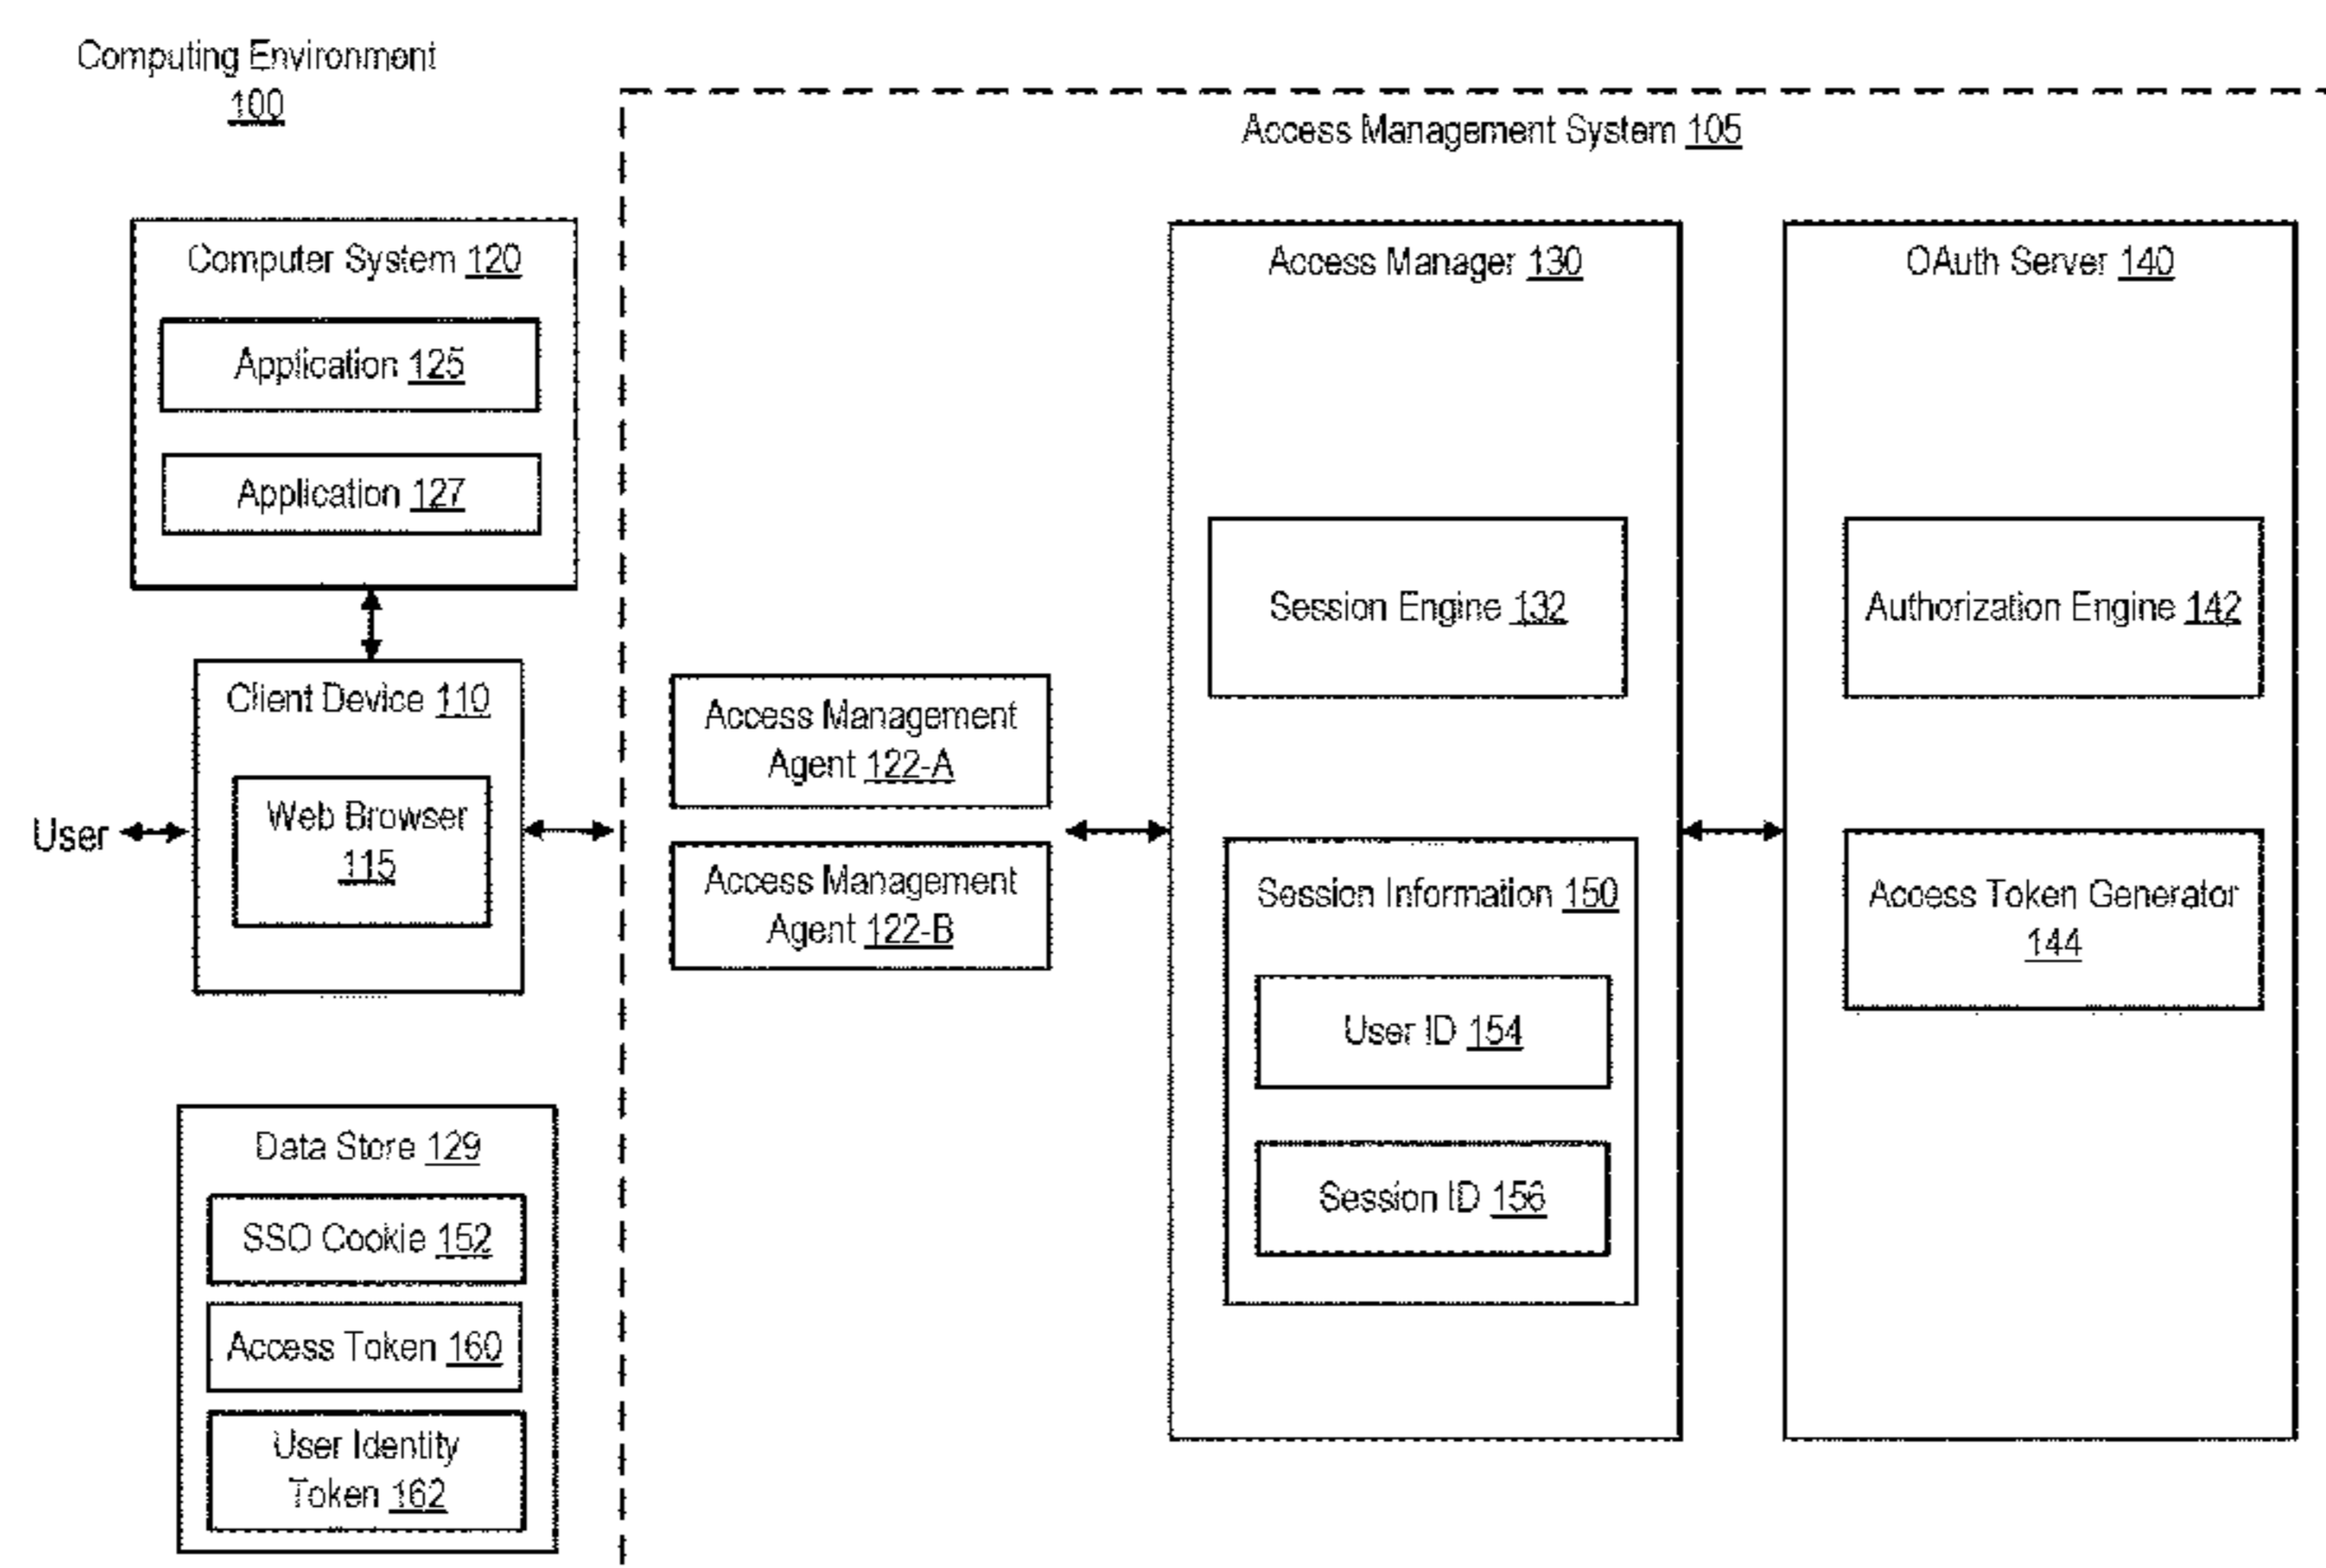 Computing Environment
100
Access Management System 105
Computer System 120
Application 125
Application 127
Client Device 110
Web Browser
115
User
Data Store 129
SSO Cookie 152
Access Token 160
User Identity
Token 162
Access Management
Agent 122-A
Access Management
Agent 122-B
Access Manager 130
Session Engine 132
Session Information 150
User ID 154
Session ID 156
OAuth Server 140
Authorization Engine 142
Access Token Generator
144